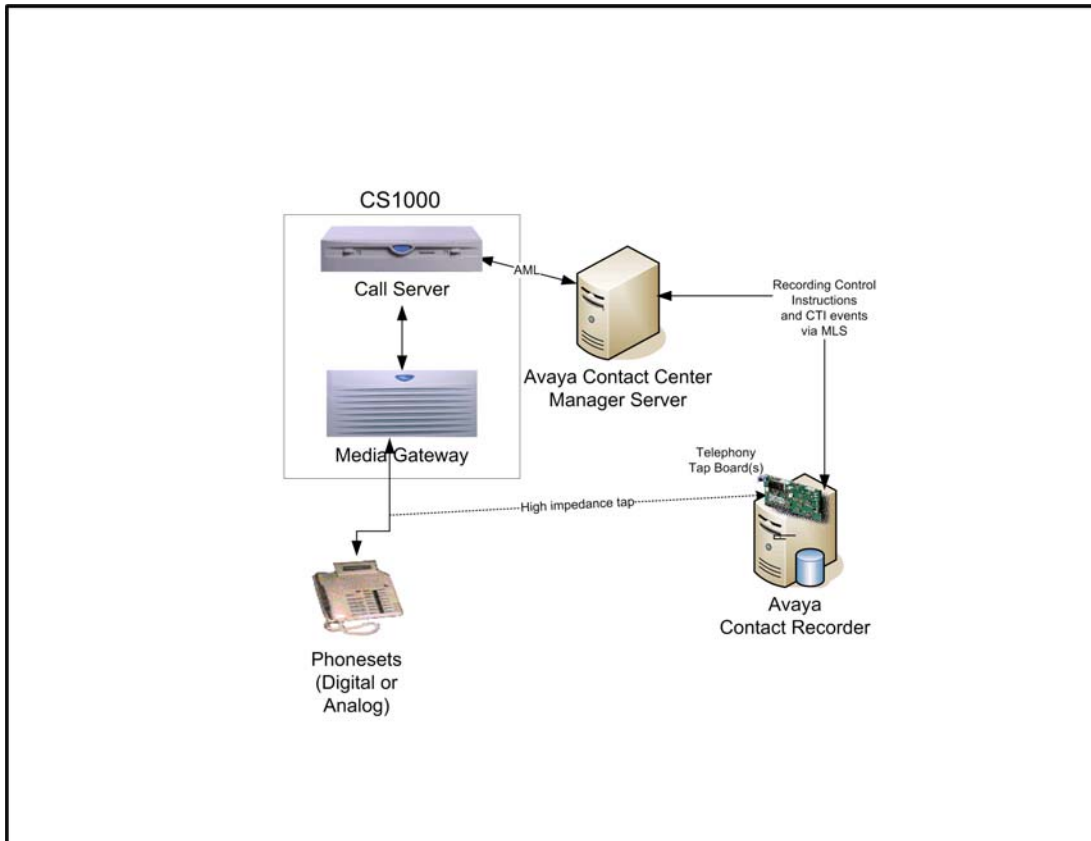 CS1000
Call Server
AML
Media Gateway
Avaya Contact Center
Manager Server
Recording Control
Instructions
and CTI events
via MLS
Telephony
Tap Board(s)
High impedance tap
Phonesets
(Digital or
Analog)
Avaya
Contact Recorder